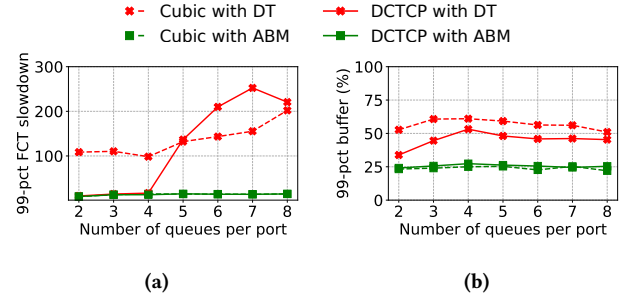 Cubic with DT
DCTCP with DT
Cubic with ABM
DCTCP with ABM
99-pct FCT slowdown
300
200
100
2 3 4 5 6 7 8
Number of queues per port
(a)
99-pct buffer (%)
100
75
50
25
0
2 3 4 5 6 7 8
Number of queues per port
(b)